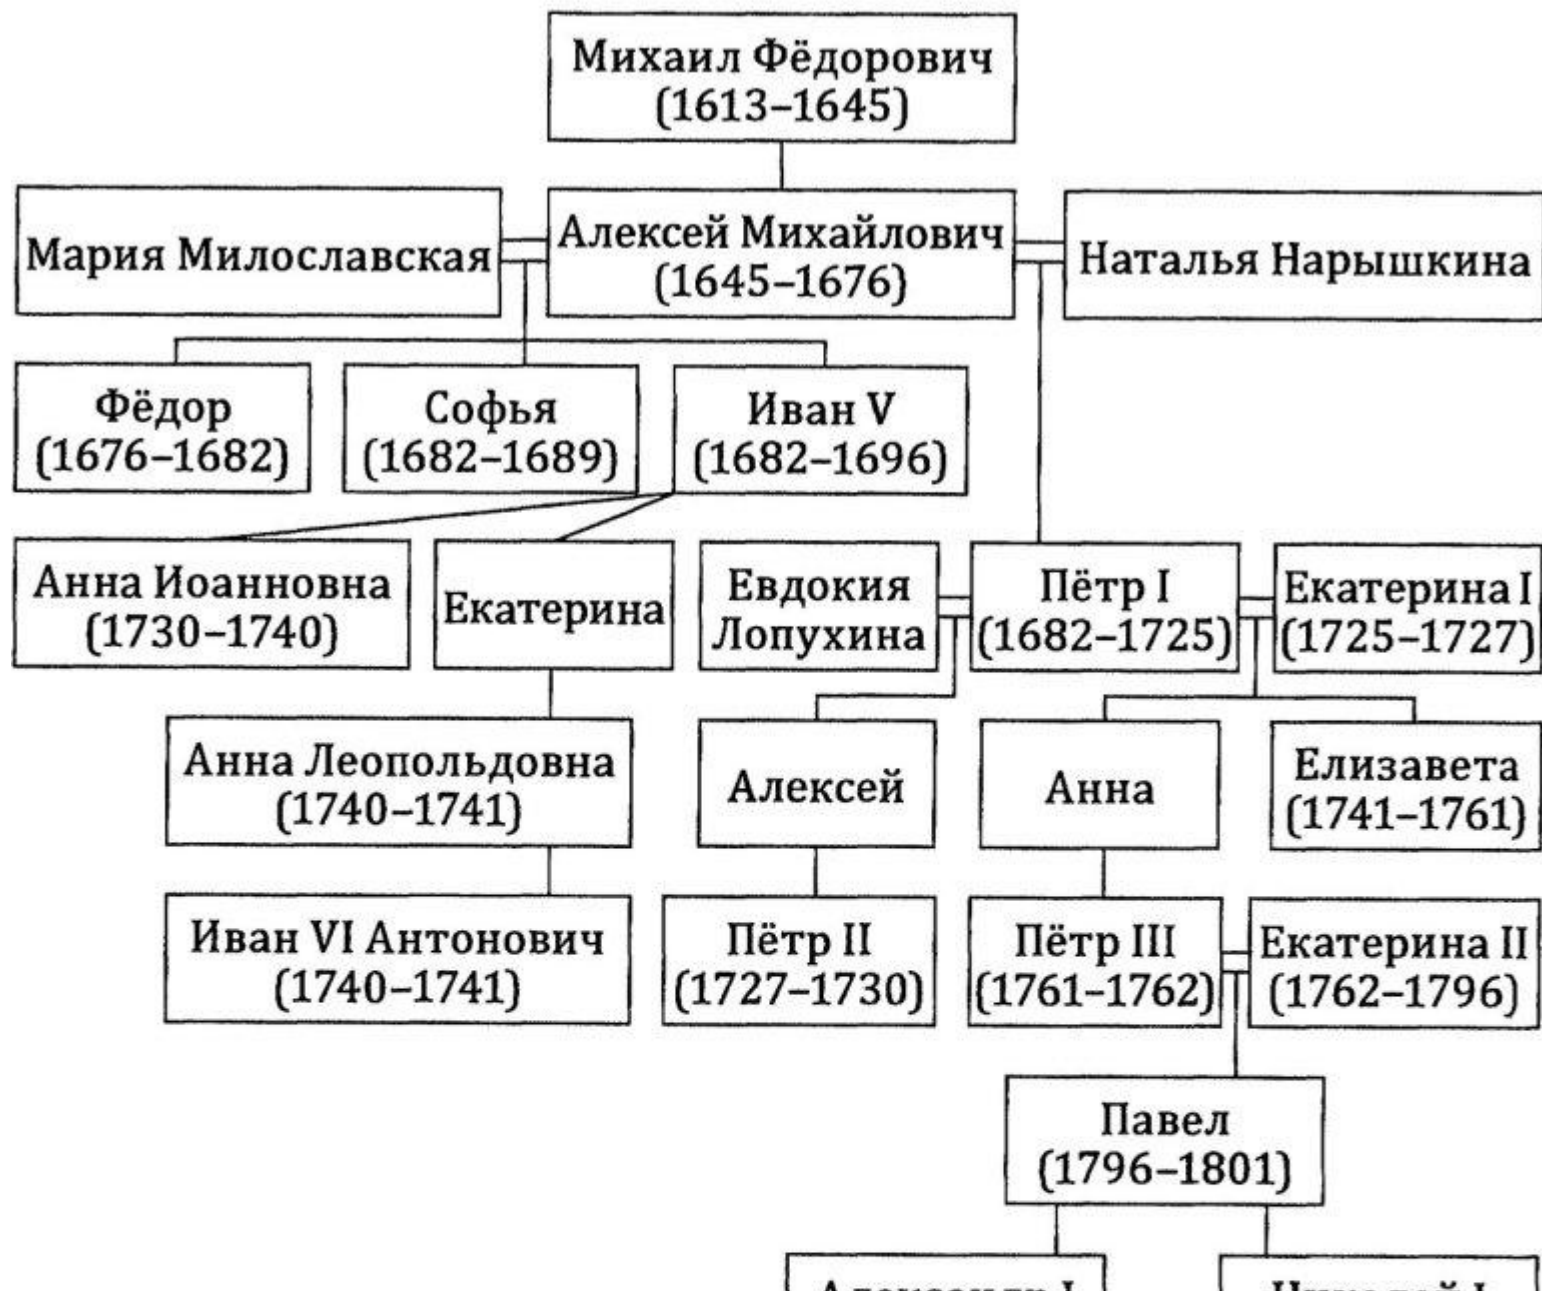 Михаил Фёдорович
(1613–1645)
Мария Милославская
Алексей Михайлович
(1645–1676)
Наталья Нарышкина
Фёдор
(1676–1682)
Софья
(1682–1689)
Иван V
(1682–1696)
Анна Иоанновна
(1730–1740)
Екатерина
Евдокия
Лопухина
Пётр I
(1682–1725)
Екатерина I
(1725–1727)
Анна Леопольдовна
(1740–1741)
Алексей
Анна
Елизавета
(1741–1761)
Иван VI Антонович
(1740–1741)
Пётр II
(1727–1730)
Пётр III
(1761–1762)
Екатерина II
(1762–1796)
Павел
(1796–1801)
Александр I
Николай I